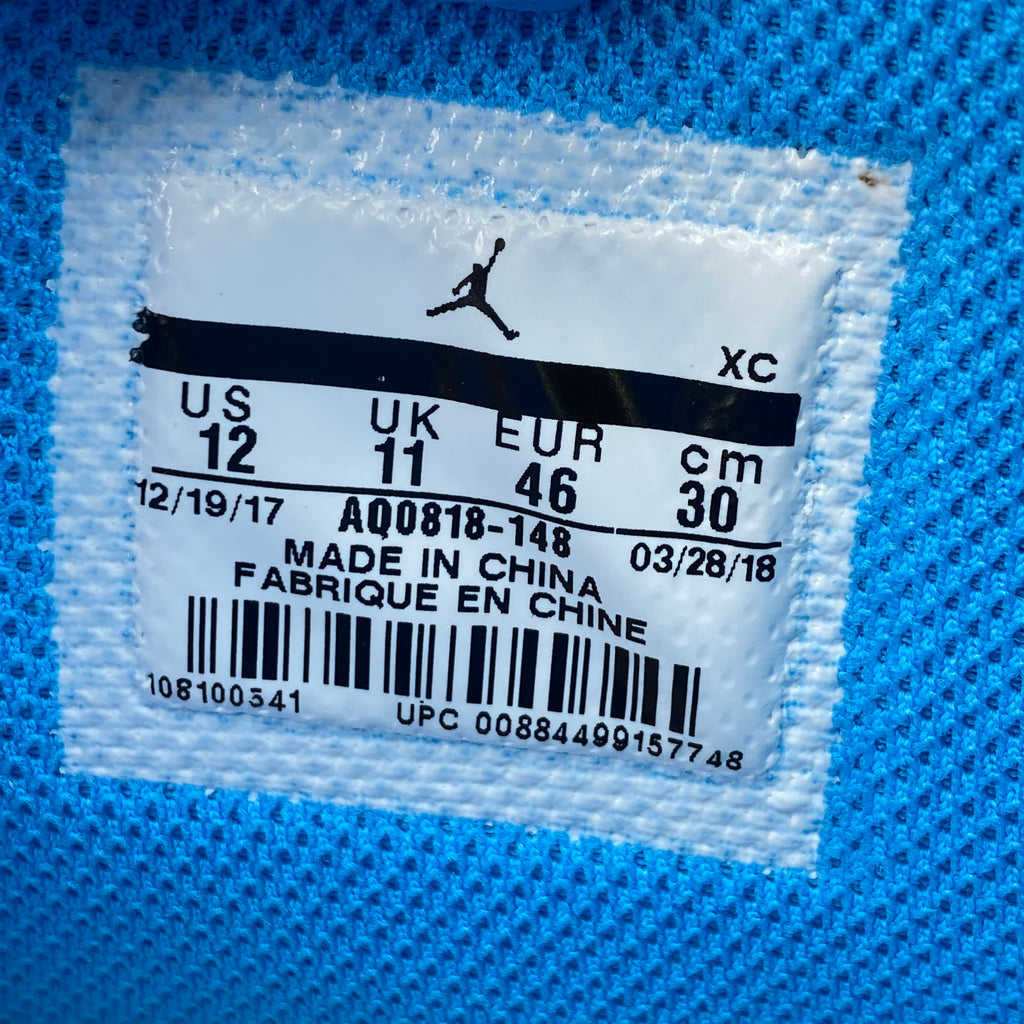 XC
US UK EUR cm
12 11 46 30
12/19/17 AQ0818-148 03/28/18
MADE IN CHINA
FABRIQUE EN CHINE
108100341
UPC 00884499157748